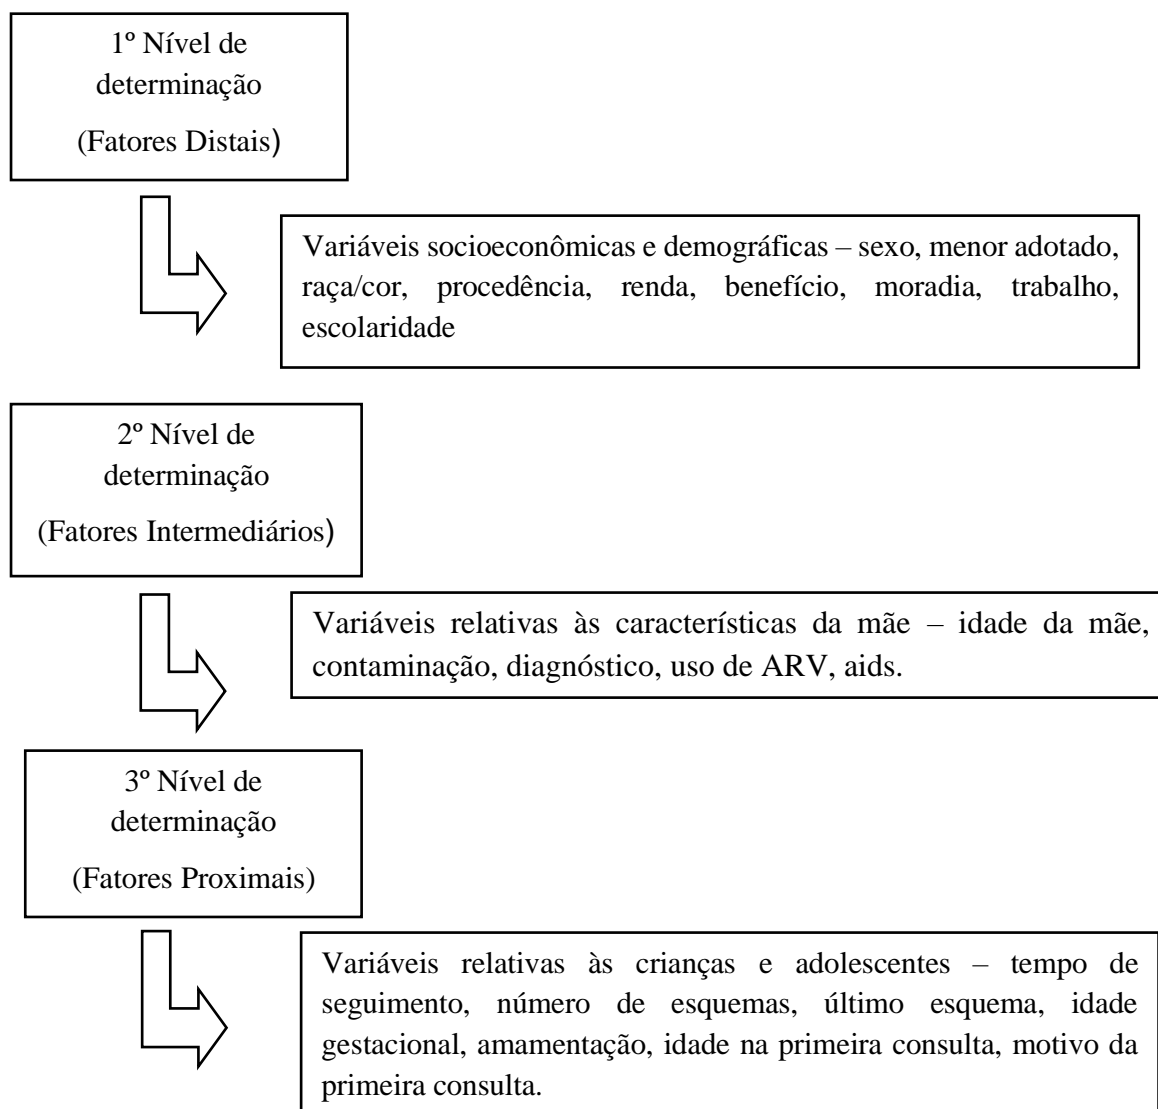 1º Nível de
determinação
(Fatores Distais)
Variáveis socioeconômicas e demográficas – sexo, menor adotado,
raça/cor, procedência, renda, benefício, moradia, trabalho,
escolaridade
2º Nível de
determinação
(Fatores Intermediários)
Variáveis relativas às características da mãe – idade da mãe,
contaminação, diagnóstico, uso de ARV, aids.
3º Nível de
determinação
(Fatores Proximais)
Variáveis relativas às crianças e adolescentes – tempo de
seguimento, número de esquemas, último esquema, idade
gestacional, amamentação, idade na primeira consulta, motivo da
primeira consulta.